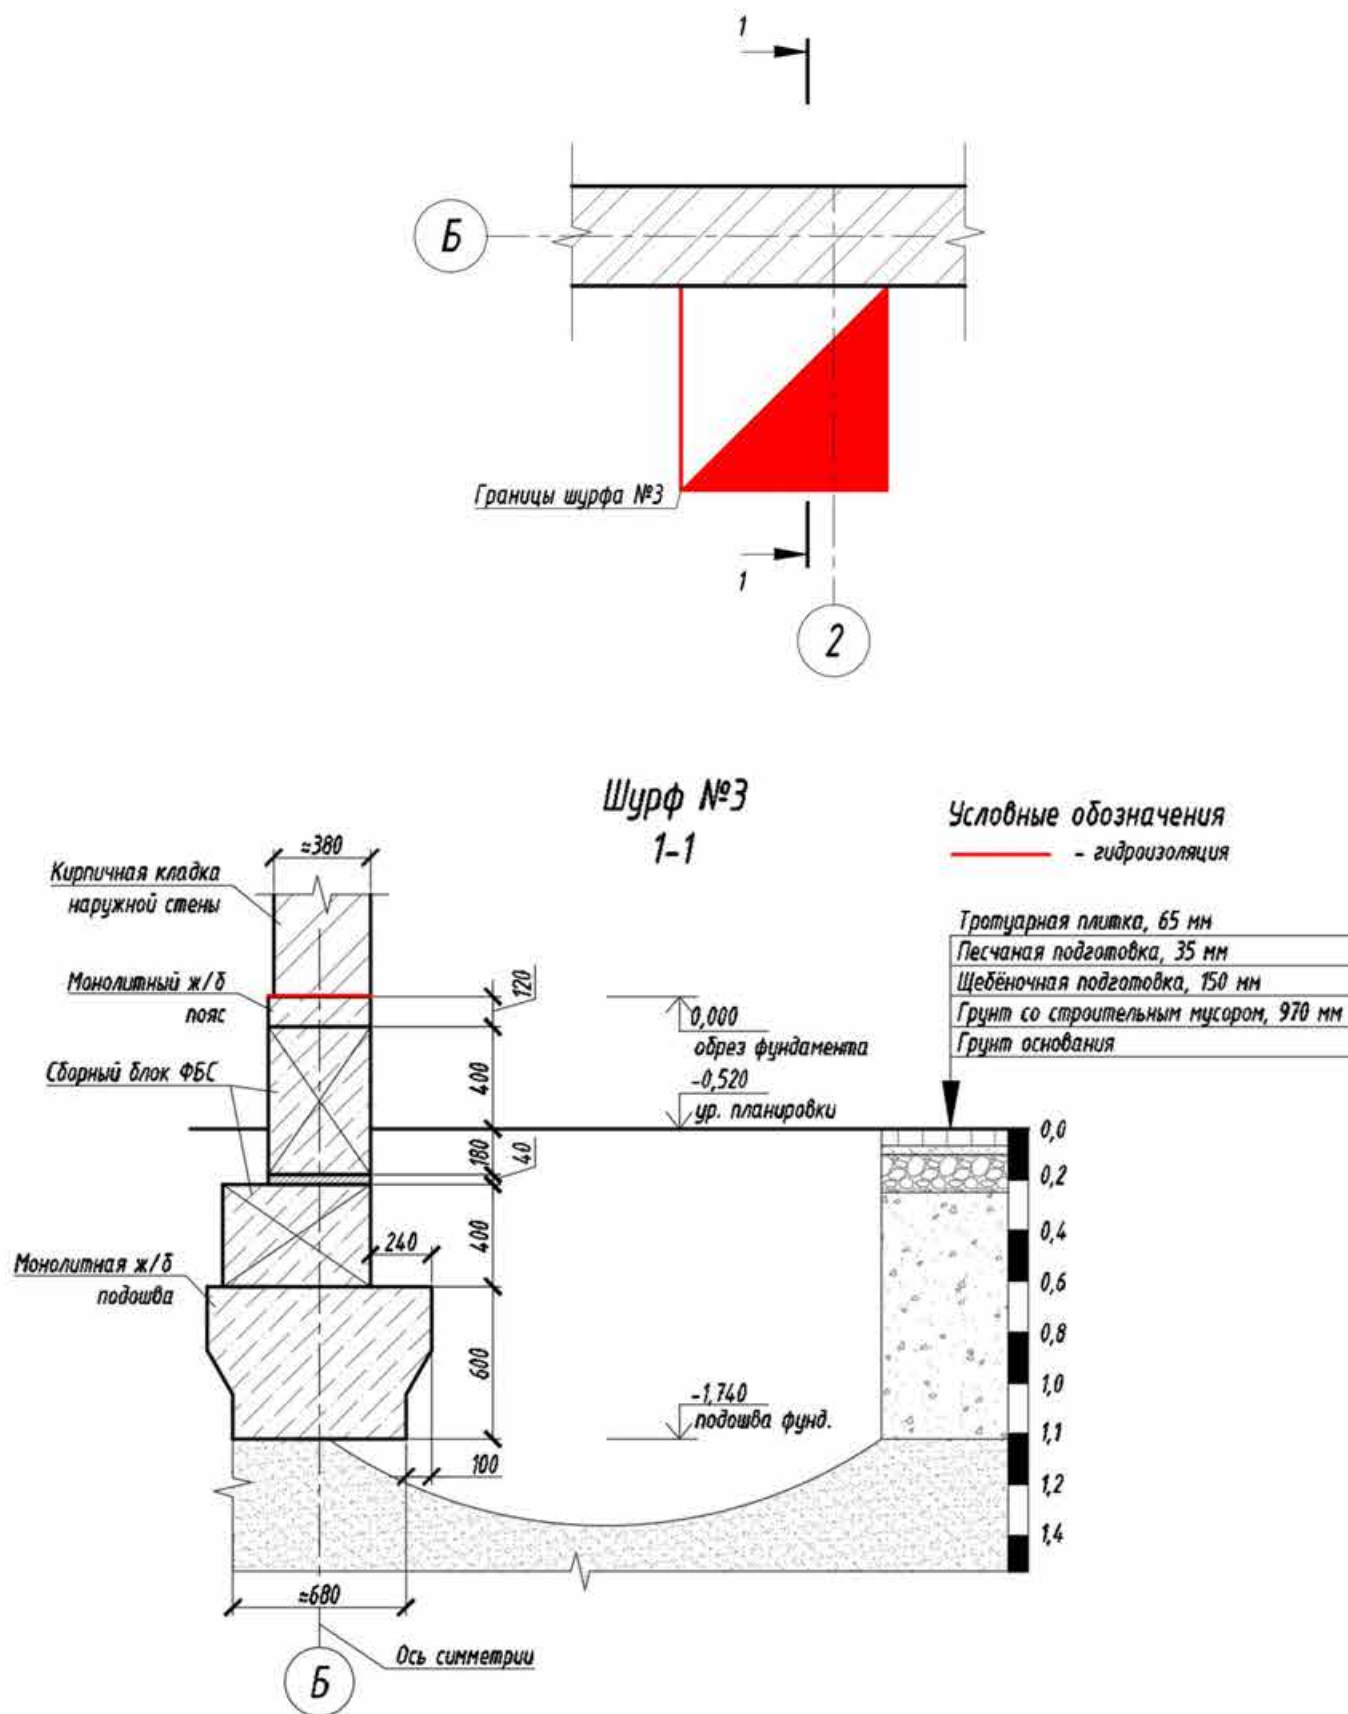 1
Б
Границы шурфа №3
1
2
Шурф №3
1-1
Условные обозначения
- гидроизоляция
≈380
Кирпичная кладка
наружной стены
Монолитный ж/б
пояс
Сборный блок ФБС
Монолитная ж/б
подошва
120
400
180
40
400
240
600
100
≈680
0,000
обрез фундамента
-0,520
ур. планировки
-1,740
подошва фунд.
Тротуарная плитка, 65 мм
Песчаная подготовка, 35 мм
Щебёночная подготовка, 150 мм
Грунт со строительным мусором, 970 мм
Грунт основания
0,0
0,2
0,4
0,6
0,8
1,0
1,1
1,2
1,4
Ось симметрии
Б